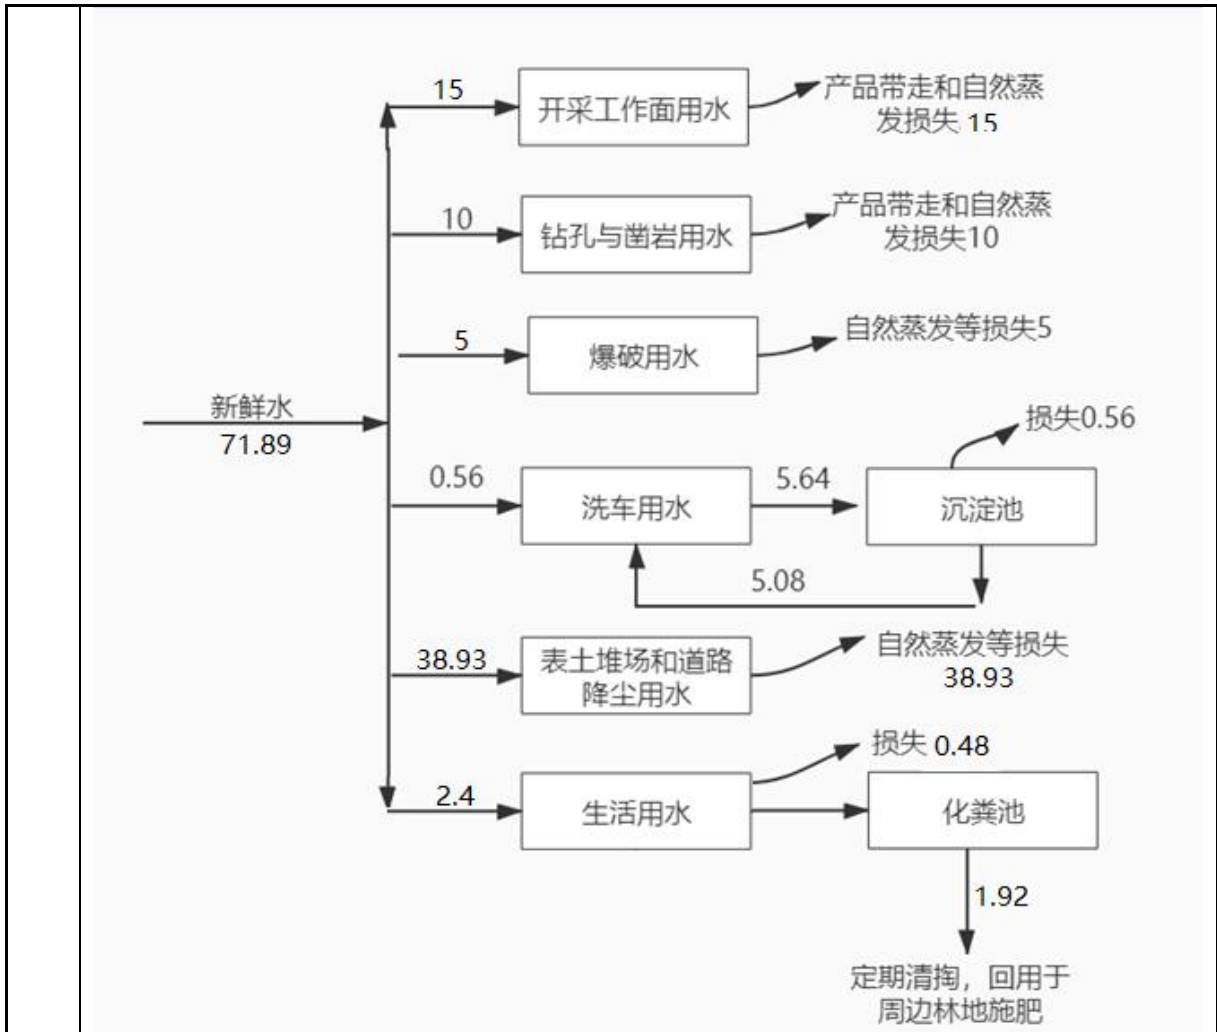 15
开采工作面用水
产品带走和自然蒸
发损失 15
10
钻孔与凿岩用水
产品带走和自然蒸
发损失10
5
爆破用水
自然蒸发等损失5
新鲜水
71.89
损失0.56
0.56
洗车用水
5.64
沉淀池
5.08
38.93
表土堆场和道路
降尘用水
自然蒸发等损失
38.93
损失 0.48
2.4
生活用水
化粪池
1.92
定期清掏，回用于
周边林地施肥